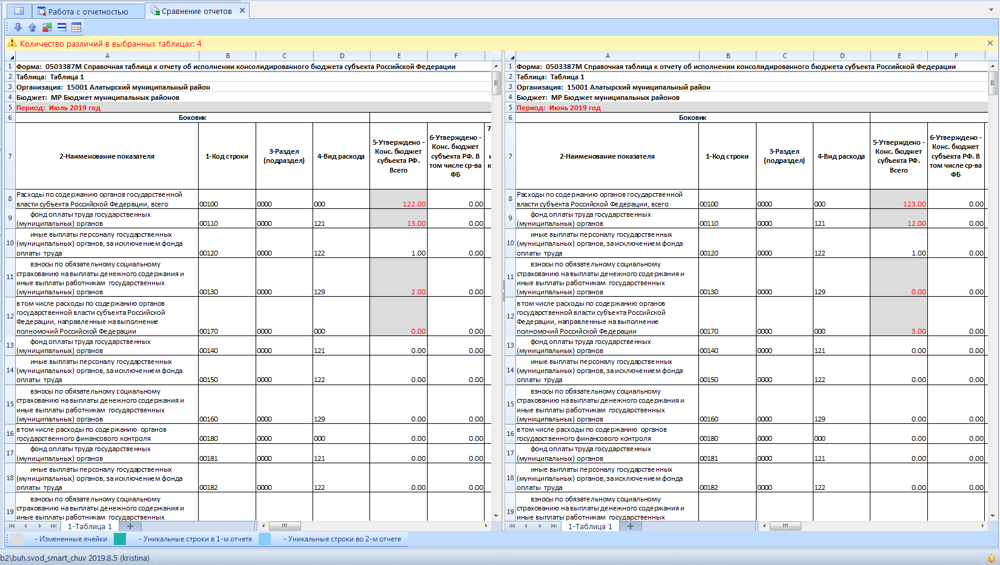 Работа с отчетностью
Сравнение отчетов
Количество различий в выбранных таблицах: 4
A B C D E F
1 Форма: 0503387М Справочная таблица к отчету об исполнении консолидированного бюджета субъекта Российской Федерации
2 Таблица: Таблица 1
3 Организация: 15001 Алатырский муниципальный район
4 Бюджет: МР Бюджет муниципальных районов
5 Период: Июль 2019 год
6 Боковик
7 2-Наименование показателя 1-Код строки 3-Раздел (подраздел) 4-Вид расхода 5-Утверждено - Конс. бюджет субъекта РФ. Всего 6-Утверждено - Конс. бюджет субъекта РФ. В том числе ср-ва ФБ
8 Расходы по содержанию органов государственной
власти субъекта Российской Федерации, всего 00100 0000 000 122.00 0.00
9 фонд оплаты труда государственных
(муниципальных) органов 00110 0000 121 13.00 0.00
10 иные выплаты персоналу государственных
(муниципальных) органов, за исключением фонда
оплаты труда 00120 0000 122 1.00 0.00
11 взносы по обязательному социальному
страхованию на выплаты денежного содержания и
иные выплаты работникам государственных
(муниципальных) органов 00130 0000 129 2.00 0.00
12 в том числе расходы по содержанию органов
государственной власти субъекта Российской
Федерации, направленные на выполнение
полномочий Российской Федерации 00170 0000 000 0.00 0.00
13 фонд оплаты труда государственных
(муниципальных) органов 00140 0000 121 0.00 0.00
14 иные выплаты персоналу государственных
(муниципальных) органов, за исключением фонда
оплаты труда 00150 0000 122 0.00 0.00
15 взносы по обязательному социальному
страхованию на выплаты денежного содержания и
иные выплаты работникам государственных
(муниципальных) органов 00160 0000 129 0.00 0.00
16 в том числе расходы по содержанию органов
государственного финансового контроля 00180 0000 000 0.00 0.00
17 фонд оплаты труда государственных
(муниципальных) органов 00181 0000 121 0.00 0.00
18 иные выплаты персоналу государственных
(муниципальных) органов, за исключением фонда
оплаты труда 00182 0000 122 0.00 0.00
19 взносы по обязательному социальному
страхованию на выплаты денежного содержания и
иные выплаты работникам государственных
1-Таблица 1
A B C D E F
1 Форма: 0503387М Справочная таблица к отчету об исполнении консолидированного бюджета субъекта Российской Федерации
2 Таблица: Таблица 1
3 Организация: 15001 Алатырский муниципальный район
4 Бюджет: МР Бюджет муниципальных районов
5 Период: Июнь 2019 год
6 Боковик
7 2-Наименование показателя 1-Код строки 3-Раздел (подраздел) 4-Вид расхода 5-Утверждено - Конс. бюджет субъекта РФ. Всего 6-Утверждено - Конс. бюджет субъекта РФ. В том числе ср-ва ФБ
8 Расходы по содержанию органов государственной
власти субъекта Российской Федерации, всего 00100 0000 000 123.00 0.00
9 фонд оплаты труда государственных
(муниципальных) органов 00110 0000 121 12.00 0.00
10 иные выплаты персоналу государственных
(муниципальных) органов, за исключением фонда
оплаты труда 00120 0000 122 1.00 0.00
11 взносы по обязательному социальному
страхованию на выплаты денежного содержания и
иные выплаты работникам государственных
(муниципальных) органов 00130 0000 129 0.00 0.00
12 в том числе расходы по содержанию органов
государственной власти субъекта Российской
Федерации, направленные на выполнение
полномочий Российской Федерации 00170 0000 000 3.00 0.00
13 фонд оплаты труда государственных
(муниципальных) органов 00140 0000 121 0.00 0.00
14 иные выплаты персоналу государственных
(муниципальных) органов, за исключением фонда
оплаты труда 00150 0000 122 0.00 0.00
15 взносы по обязательному социальному
страхованию на выплаты денежного содержания и
иные выплаты работникам государственных
(муниципальных) органов 00160 0000 129 0.00 0.00
16 в том числе расходы по содержанию органов
государственного финансового контроля 00180 0000 000 0.00 0.00
17 фонд оплаты труда государственных
(муниципальных) органов 00181 0000 121 0.00 0.00
18 иные выплаты персоналу государственных
(муниципальных) органов, за исключением фонда
оплаты труда 00182 0000 122 0.00 0.00
19 взносы по обязательному социальному
страхованию на выплаты денежного содержания и
иные выплаты работникам государственных
1-Таблица 1
- Измененные ячейки - Уникальные строки в 1-м отчете - Уникальные строки во 2-м отчете
b2\buh.svod_smart_chuv 2019.8.5 (kristina)